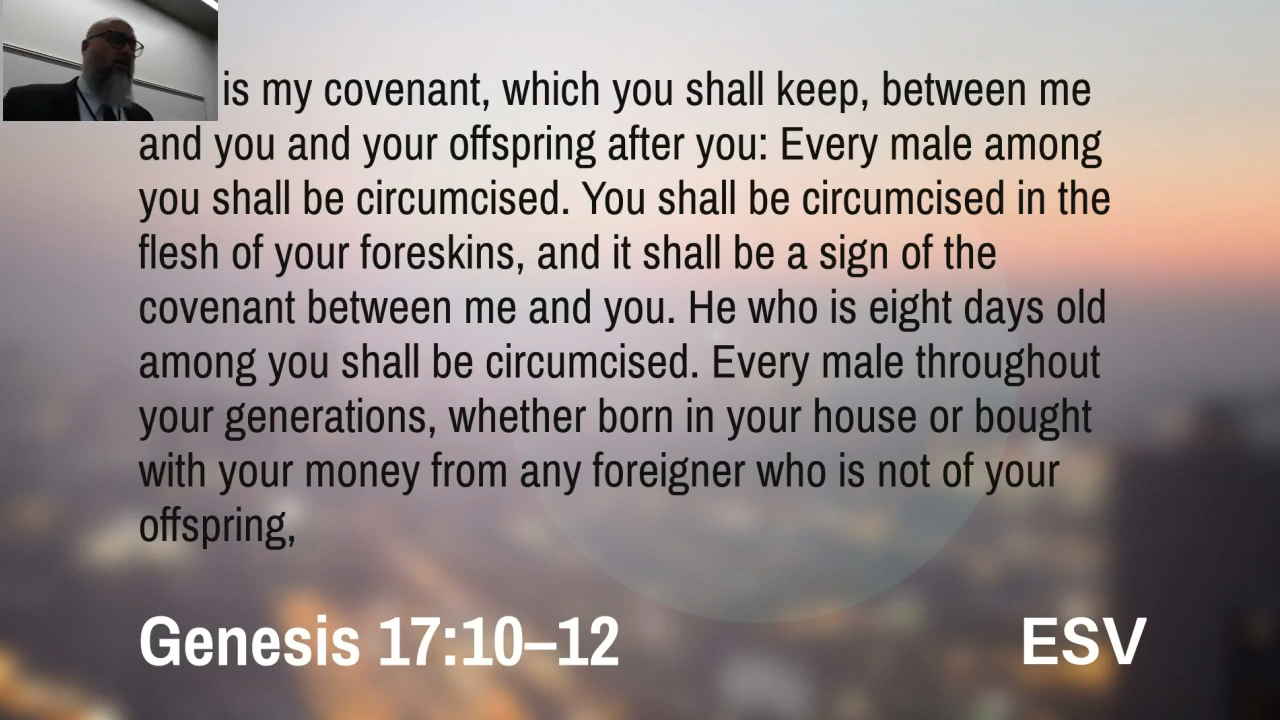 is my covenant, which you shall keep, between me
and you and your offspring after you: Every male among
you shall be circumcised. You shall be circumcised in the
flesh of your foreskins, and it shall be a sign of the
covenant between me and you. He who is eight days old
among you shall be circumcised. Every male throughout
your generations, whether born in your house or bought
with your money from any foreigner who is not of your
offspring,
Genesis 17:10–12 ESV